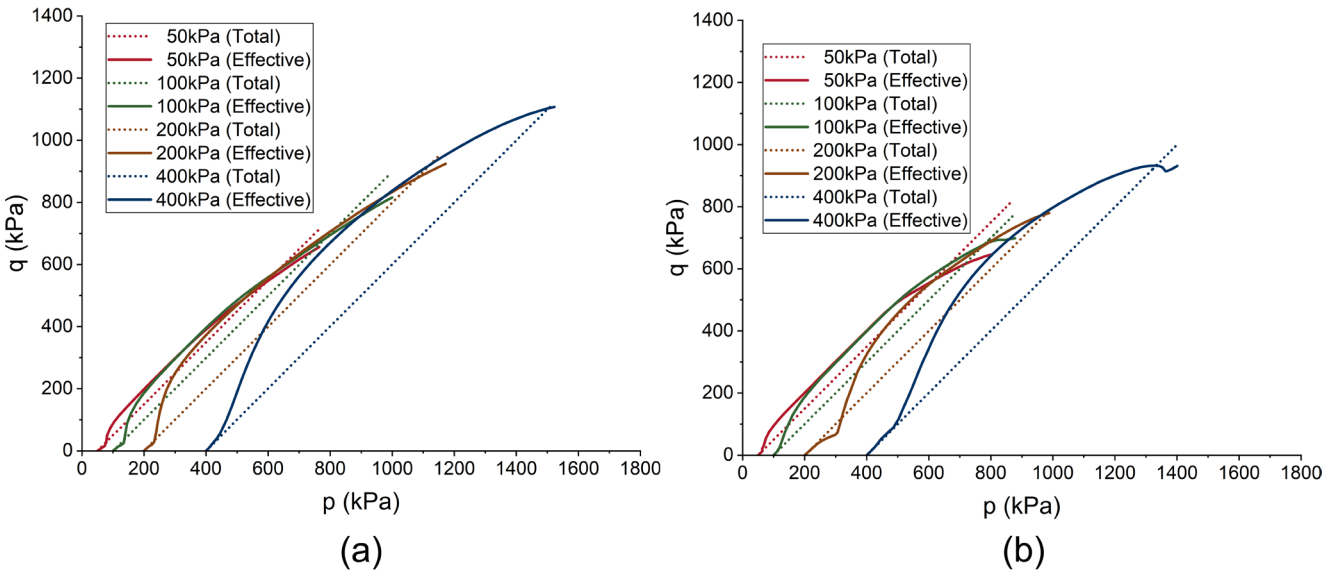 1400
1200
1000
800
600
400
200
0
0 200 400 600 800 1000 1200 1400 1600 1800
q (kPa)
p (kPa)
50kPa (Total)
50kPa (Effective)
100kPa (Total)
100kPa (Effective)
200kPa (Total)
200kPa (Effective)
400kPa (Total)
400kPa (Effective)
(a)
1400
1200
1000
800
600
400
200
0
0 200 400 600 800 1000 1200 1400 1600 1800
q (kPa)
p (kPa)
50kPa (Total)
50kPa (Effective)
100kPa (Total)
100kPa (Effective)
200kPa (Total)
200kPa (Effective)
400kPa (Total)
400kPa (Effective)
(b)